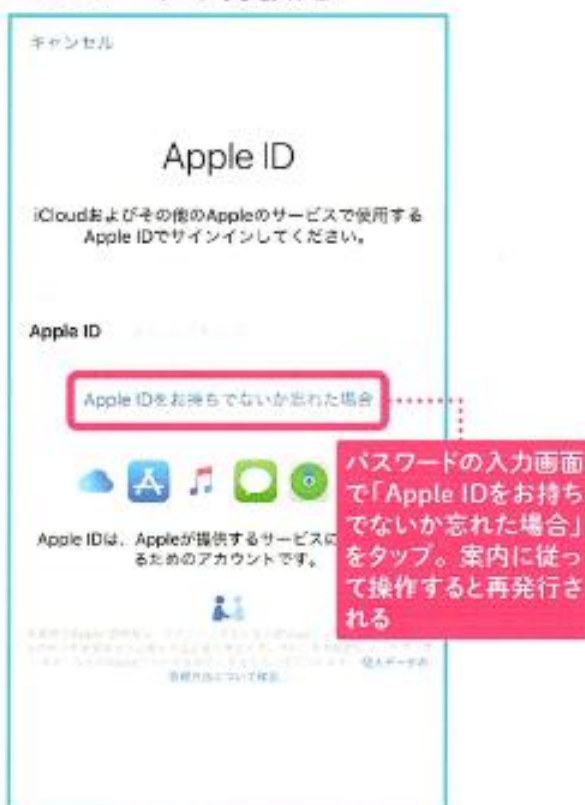 キャンセル
Apple ID
iCloudおよびその他のAppleのサービスで使用する
Apple IDでサインインしてください。
Apple ID
Apple IDをお持ちでないか忘れた場合
パスワードの入力画面
で「Apple IDをお持ち
でないか忘れた場合」
をタップ。案内に従っ
て操作すると再発行さ
れる
Apple IDは、Appleが提供するサービスに
るためのアカウントです。